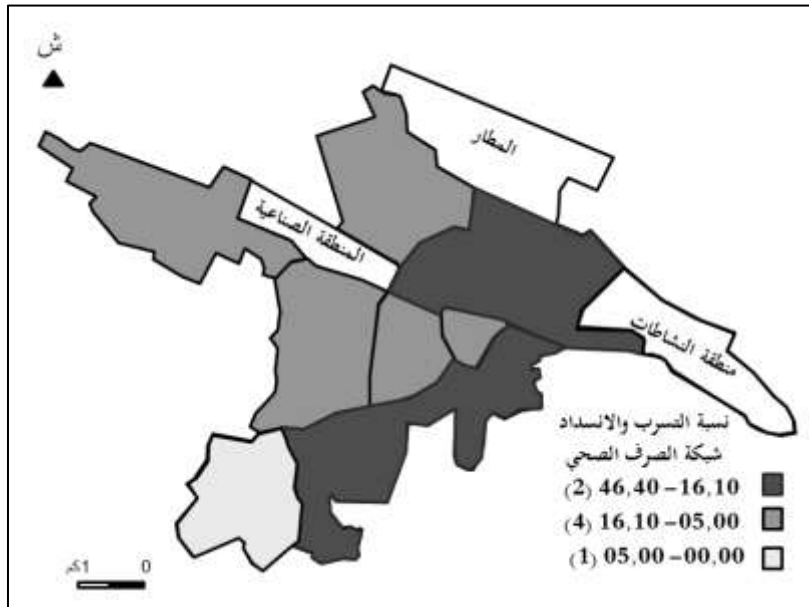 ش
المطار
المنطقة الصناعية
منطقة النشاطات
نسبة التسرب والانسداد
شبكة الصرف الصحي
46,40-16,10 (2)
16,10-05,00 (4)
05,00-00,00 (1)
0 1كم